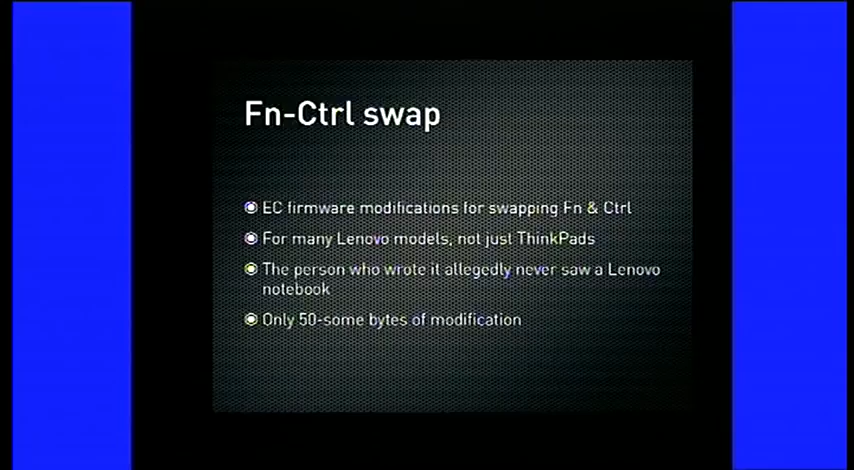 Fn-Ctrl swap
EC firmware modifications for swapping Fn & Ctrl
For many Lenovo models, not just ThinkPads
The person who wrote it allegedly never saw a Lenovo
notebook
Only 50-some bytes of modification